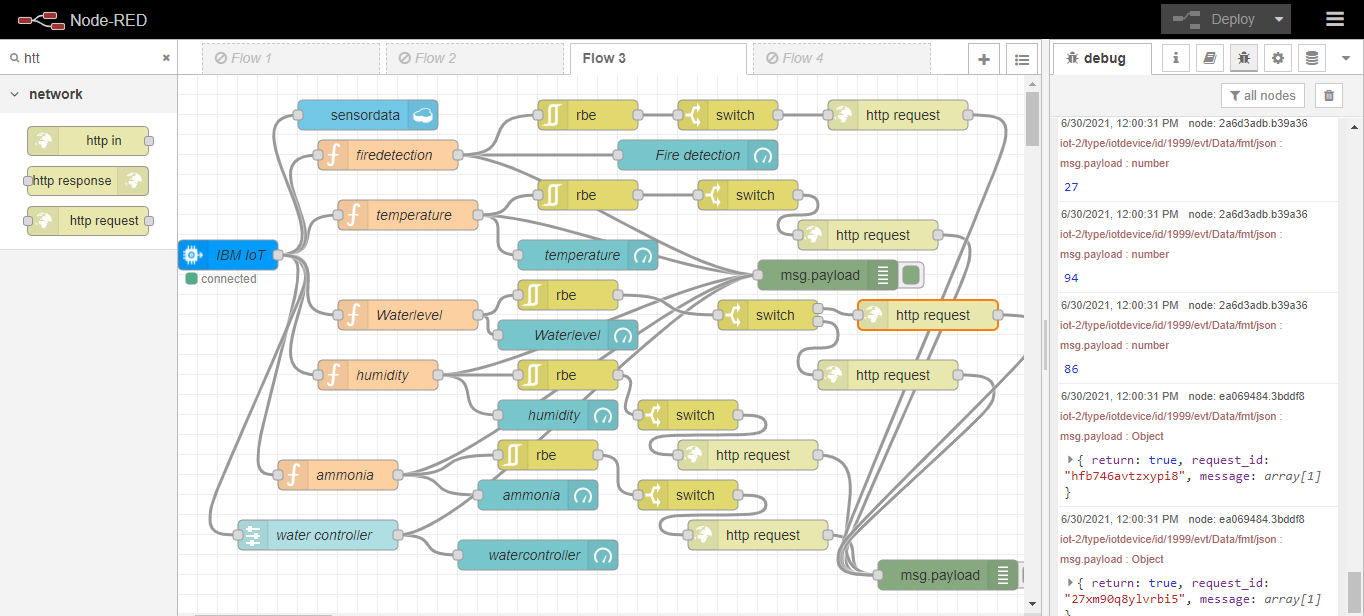 Node-RED
Deploy
htt
Flow 1
Flow 2
Flow 3
Flow 4
debug
i
network
all nodes
http in
http response
http request
sensordata
rbe
switch
http request
firedetection
Fire detection
rbe
switch
temperature
http request
IBM IoT
connected
temperature
msg.payload
rbe
Waterlevel
switch
http request
Waterlevel
humidity
rbe
http request
humidity
switch
rbe
http request
ammonia
ammonia
switch
water controller
http request
watercontroller
msg.payload
6/30/2021, 12:00:31 PM node: 2a6d3adb.b39a36
iot-2/type/iotdevice/id/1999/evt/Data/fmt/json :
msg.payload : number
27
6/30/2021, 12:00:31 PM node: 2a6d3adb.b39a36
iot-2/type/iotdevice/id/1999/evt/Data/fmt/json :
msg.payload : number
94
6/30/2021, 12:00:31 PM node: 2a6d3adb.b39a36
iot-2/type/iotdevice/id/1999/evt/Data/fmt/json :
msg.payload : number
86
6/30/2021, 12:00:31 PM node: ea069484.3bddf8
iot-2/type/iotdevice/id/1999/evt/Data/fmt/json :
msg.payload : Object
{ return: true, request_id:
"hfb746avtzxypi8", message: array[1]
}
6/30/2021, 12:00:31 PM node: ea069484.3bddf8
iot-2/type/iotdevice/id/1999/evt/Data/fmt/json :
msg.payload : Object
{ return: true, request_id:
"27xm90q8ylvrbi5", message: array[1]
}